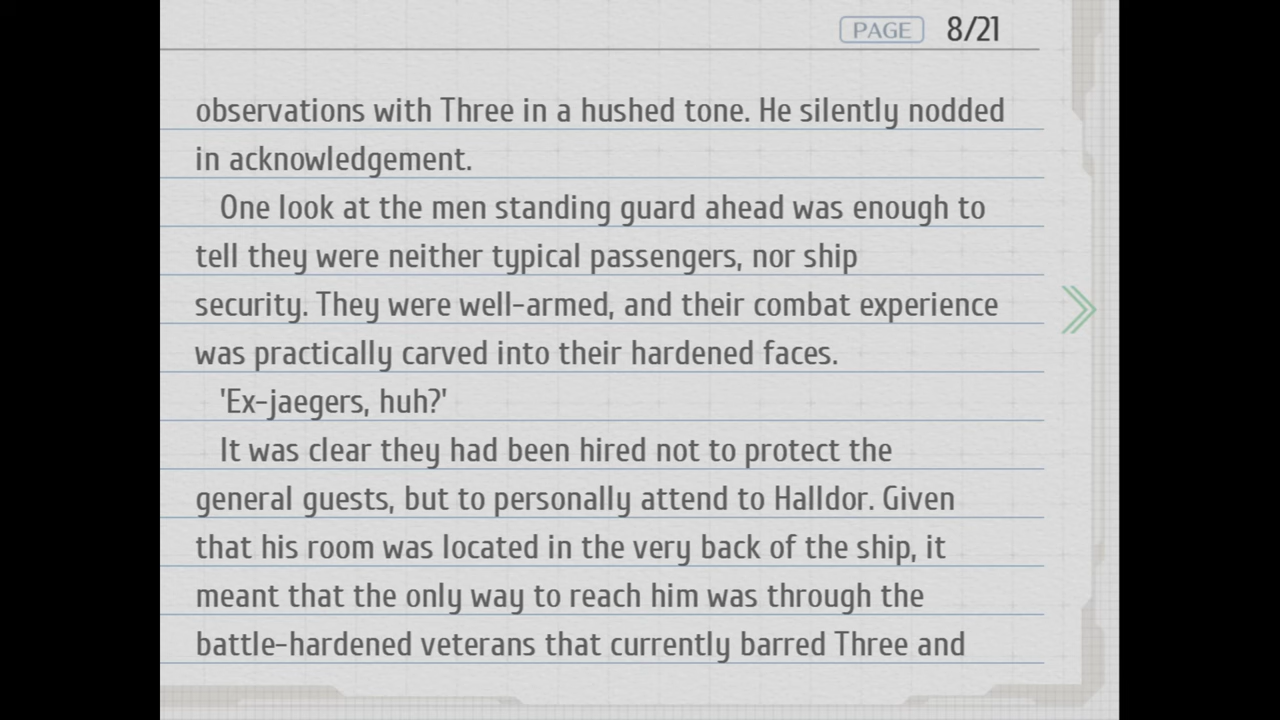 PAGE 8/21
observations with Three in a hushed tone. He silently nodded
in acknowledgement.
One look at the men standing guard ahead was enough to
tell they were neither typical passengers, nor ship
security. They were well-armed, and their combat experience
was practically carved into their hardened faces.
'Ex-jaegers, huh?'
It was clear they had been hired not to protect the
general guests, but to personally attend to Halldor. Given
that his room was located in the very back of the ship, it
meant that the only way to reach him was through the
battle-hardened veterans that currently barred Three and